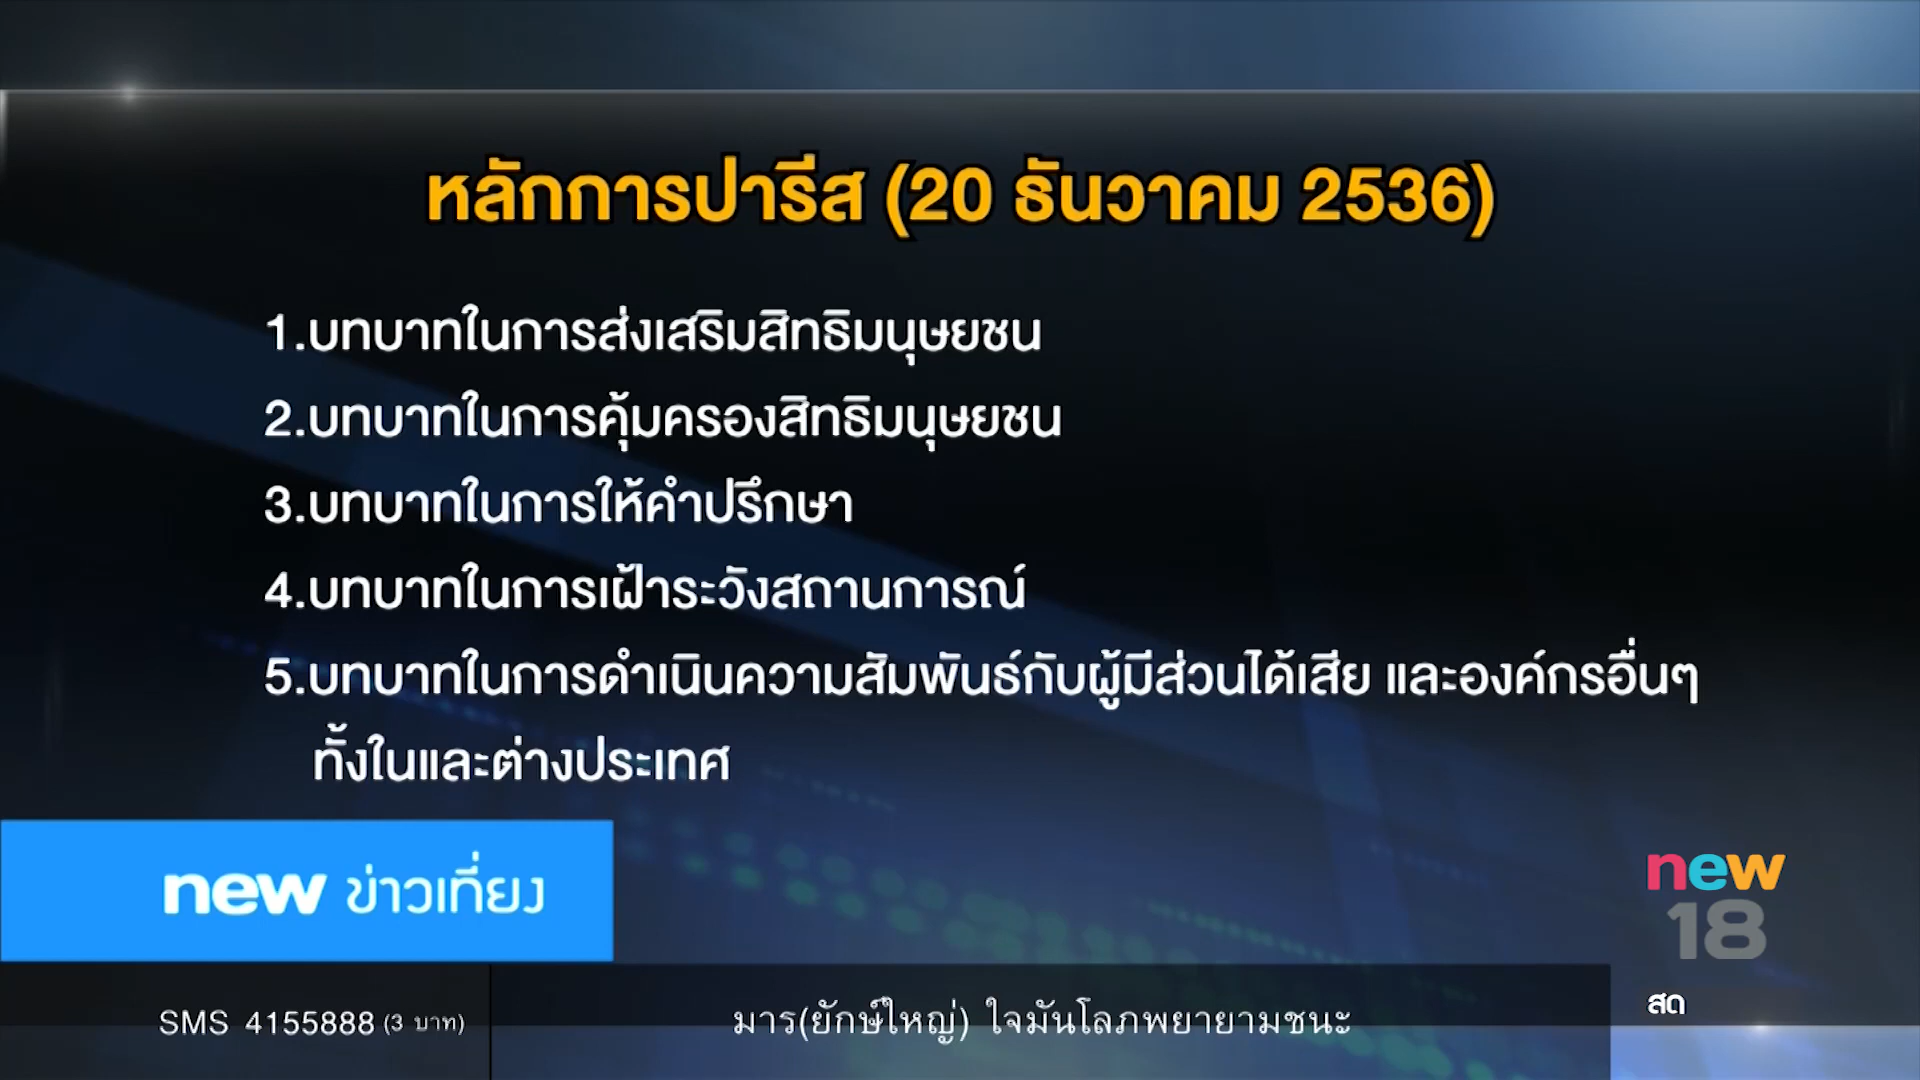 หลักการปารีส (20 ธันวาคม 2536)
1.บทบาทในการส่งเสริมสิทธิมนุษยชน
2.บทบาทในการคุ้มครองสิทธิมนุษยชน
3.บทบาทในการให้คำปรึกษา
4.บทบาทในการเฝ้าระวังสถานการณ์
5.บทบาทในการดำเนินความสัมพันธ์กับผู้มีส่วนได้เสีย และองค์กรอื่นๆ
ทั้งในและต่างประเทศ
new ข่าวเที่ยง
new
18
สด
SMS 4155888 (3 บาท)
มาร(ยักษ์ใหญ่) ใจมันโลภพยายามชนะ